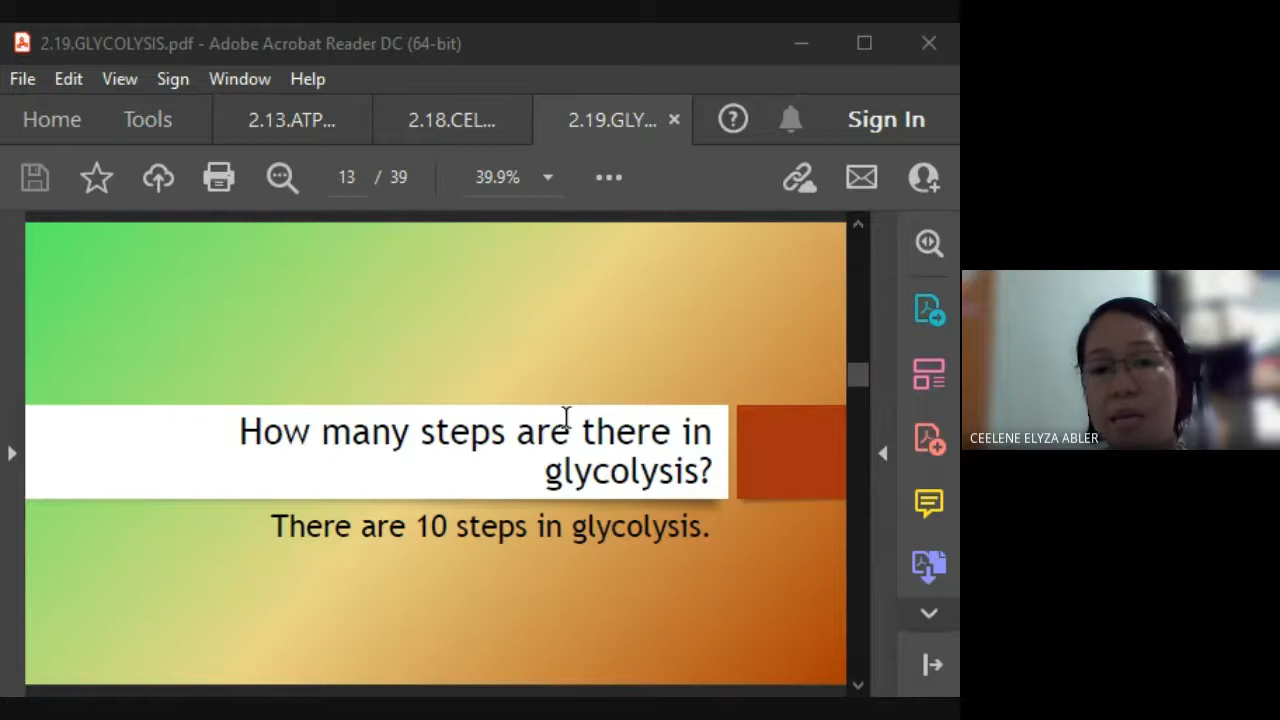 2.19.GLYCOLYSIS.pdf - Adobe Acrobat Reader DC (64-bit)
File Edit View Sign Window Help
Home Tools 2.13.ATP... 2.18.CEL... 2.19.GLY... Sign In
13 / 39 39.9%
How many steps are there in
glycolysis?
There are 10 steps in glycolysis.
CEELENE ELYZA ABLER